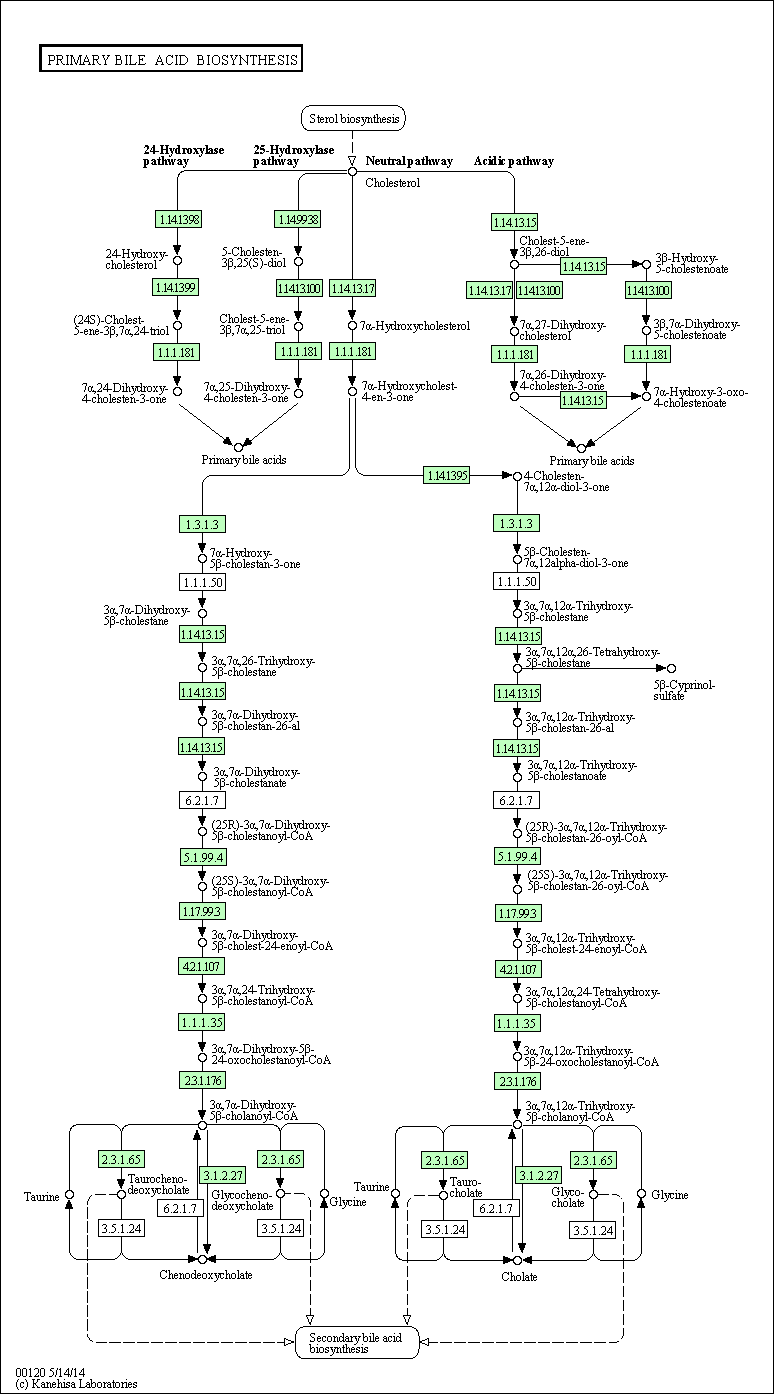 PRIMARY BILE ACID BIOSYNTHESIS
Sterol biosynthesis
24-Hydroxylase
pathway
25-Hydroxylase
pathway
Neutral pathway
Acidic pathway
Cholesterol
1.14.1398
1.14.9938
1.14.13.15
24-Hydroxy-
cholesterol
5-Cholesten-
3β,25(S)-diol
Cholest-5-ene-
3β,26-diol
1.14.13.15
3β-Hydroxy-
5-cholestenoate
1.14.1399
11413.100
1.14.13.17
1.14.13.17
11413.100
11413.100
(24S)-Cholest-
5-ene-3β,7α,24-triol
Cholest-5-ene-
3β,7α,25-triol
7α-Hydroxycholesterol
7α,27-Dihydroxy-
cholesterol
3β,7α-Dihydroxy-
5-cholestenoate
1.1.1.181
1.1.1.181
1.1.1.181
1.1.1.181
1.1.1.181
7α,24-Dihydroxy-
4-cholesten-3-one
7α,25-Dihydroxy-
4-cholesten-3-one
7α-Hydroxycholest-
4-en-3-one
7α,26-Dihydroxy-
4-cholesten-3-one
1.14.13.15
7α-Hydroxy-3-oxo-
4-cholestenoate
Primary bile acids
Primary bile acids
1.14.1395
4-Cholesten-
7α,12α-diol-3-one
1.3.1.3
1.3.1.3
7α-Hydroxy-
5β-cholestan-3-one
5β-Cholesten-
7α,12alpha-diol-3-one
1.1.1.50
1.1.1.50
3α,7α-Dihydroxy-
5β-cholestane
3α,7α,12α-Trihydroxy-
5β-cholestane
1.14.13.15
1.14.13.15
3α,7α,26-Trihydroxy-
5β-cholestane
3α,7α,12α,26-Tetrahydroxy-
5β-cholestane
5β-Cyprinol-
sulfate
1.14.13.15
1.14.13.15
3α,7α-Dihydroxy-
5β-cholestan-26-al
3α,7α,12α-Trihydroxy-
5β-cholestan-26-al
1.14.13.15
1.14.13.15
3α,7α-Dihydroxy-
5β-cholestanate
3α,7α,12α-Trihydroxy-
5β-cholestanoate
6.2.1.7
6.2.1.7
(25R)-3α,7α-Dihydroxy-
5β-cholestanoyl-CoA
(25R)-3α,7α,12α-Trihydroxy-
5β-cholestan-26-oyl-CoA
5.1.99.4
5.1.99.4
(25S)-3α,7α-Dihydroxy-
5β-cholestanoyl-CoA
(25S)-3α,7α,12α-Trihydroxy-
5β-cholestan-26-oyl-CoA
1.17.99.3
1.17.99.3
3α,7α-Dihydroxy-
5β-cholest-24-enoyl-CoA
3α,7α,12α-Trihydroxy-
5β-cholest-24-enoyl-CoA
4.2.1.107
4.2.1.107
3α,7α,24-Trihydroxy-
5β-cholestanoyl-CoA
3α,7α,12α,24-Tetrahydroxy-
5β-cholestanoyl-CoA
1.1.1.35
1.1.1.35
3α,7α-Dihydroxy-5β-
24-oxocholestanoyl-CoA
3α,7α,12α-Trihydroxy-
5β-24-oxocholestanoyl-CoA
2.3.1.176
2.3.1.176
3α,7α-Dihydroxy-
5β-cholanoyl-CoA
3α,7α,12α-Trihydroxy-
5β-cholanoyl-CoA
2.3.1.65
3.1.2.27
2.3.1.65
2.3.1.65
3.1.2.27
2.3.1.65
Taurine
Taurocheno-
deoxycholate
6.2.1.7
Glycocheno-
deoxycholate
Glycine
Taurine
Tauro-
cholate
6.2.1.7
Glyco-
cholate
Glycine
3.5.1.24
3.5.1.24
3.5.1.24
3.5.1.24
Chenodeoxycholate
Cholate
Secondary bile acid
biosynthesis
00120 5/14/14
(c) Kanehisa Laboratories